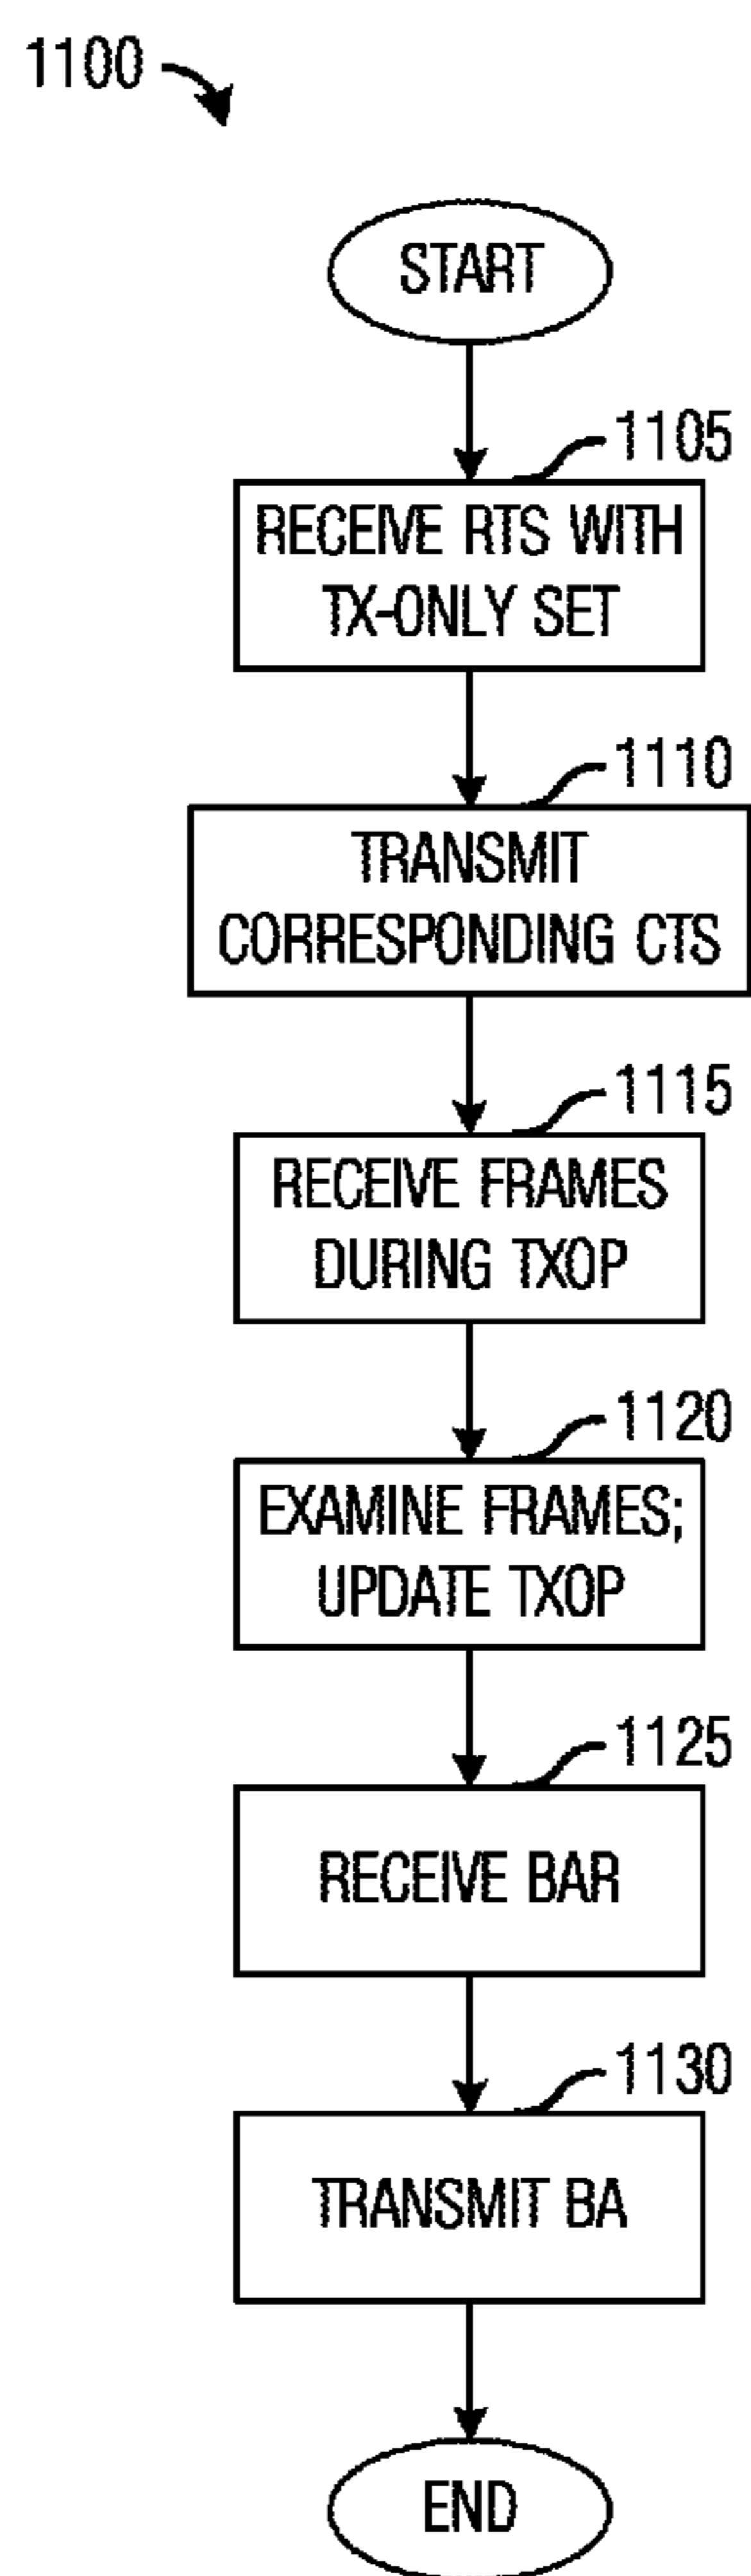 1100
START
1105
RECEIVE RTS WITH
TX-ONLY SET
1110
TRANSMIT
CORRESPONDING CTS
1115
RECEIVE FRAMES
DURING TXOP
1120
EXAMINE FRAMES;
UPDATE TXOP
1125
RECEIVE BAR
1130
TRANSMIT BA
END